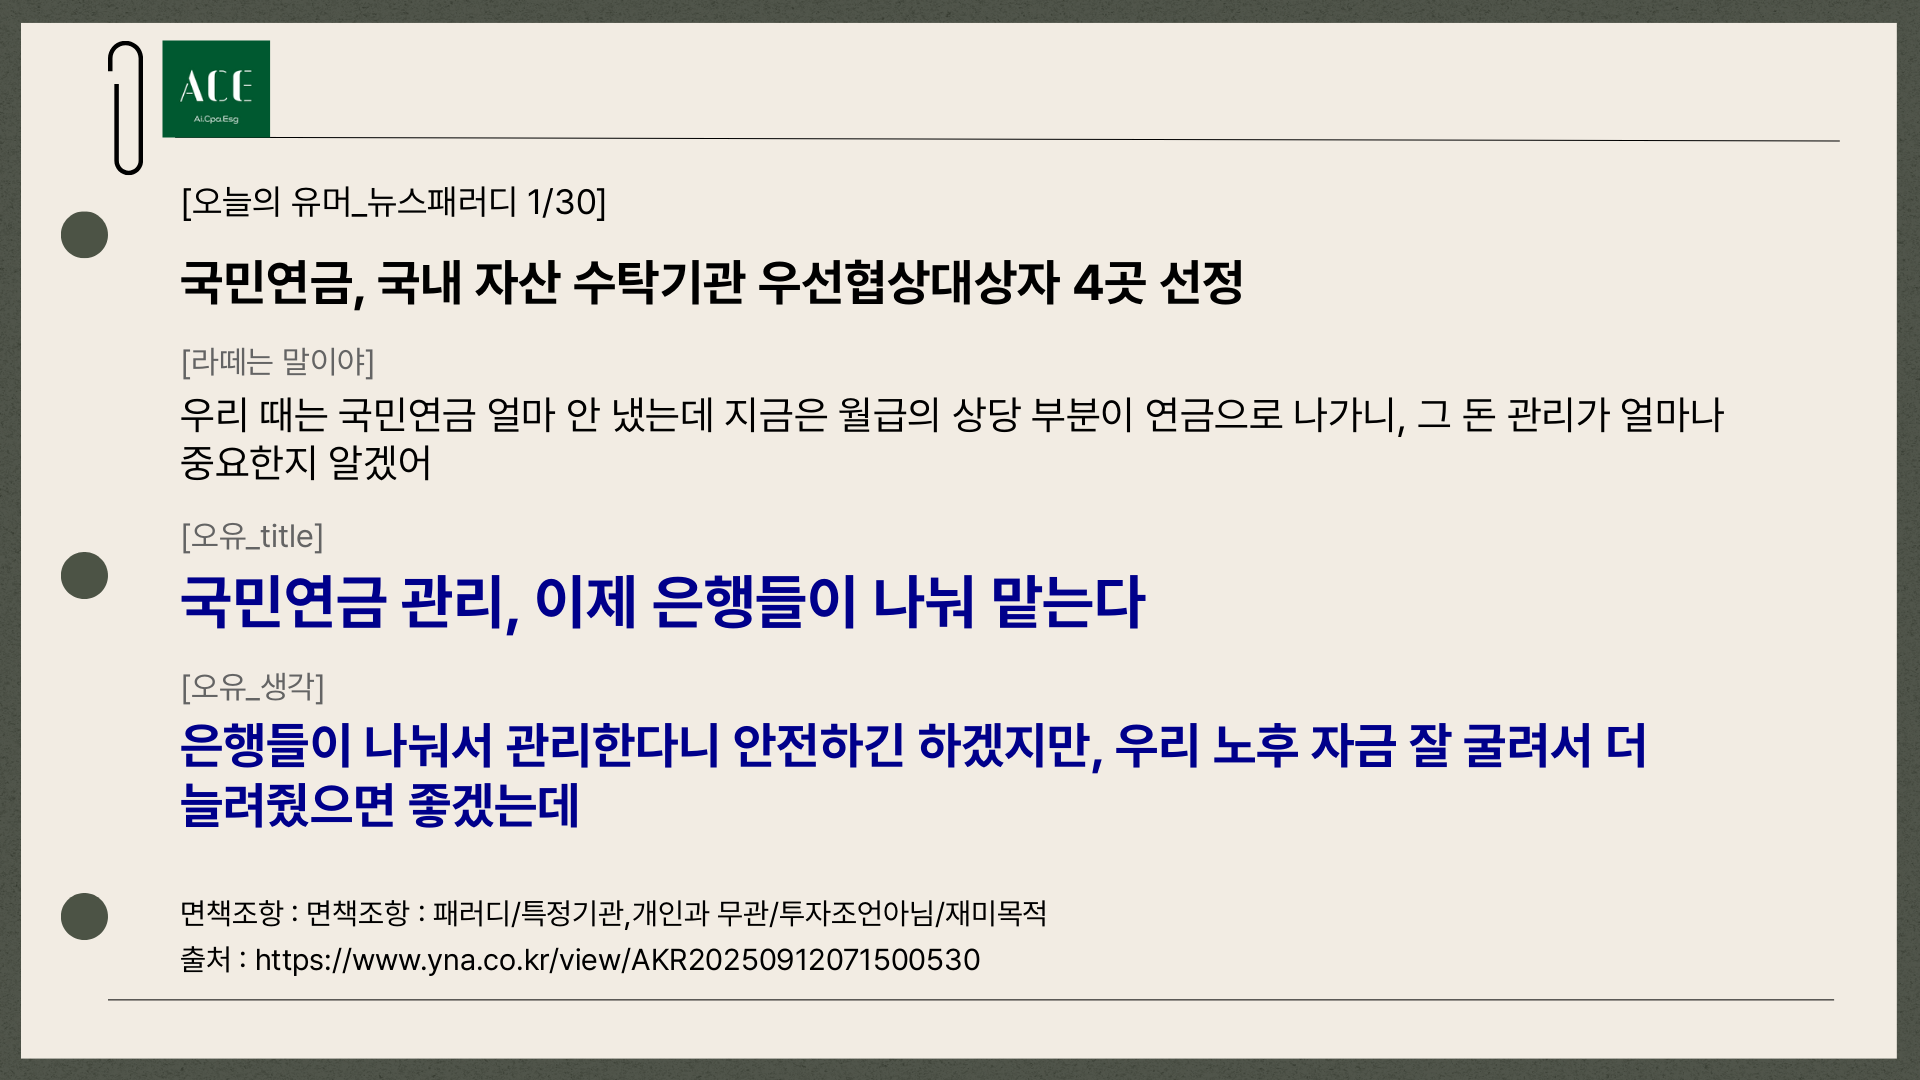 ACE
Ai.Cpa.Esg
[오늘의 유머_뉴스패러디 1/30]
국민연금, 국내 자산 수탁기관 우선협상대상자 4곳 선정
[라떼는 말이야]
우리 때는 국민연금 얼마 안 냈는데 지금은 월급의 상당 부분이 연금으로 나가니, 그 돈 관리가 얼마나
중요한지 알겠어
[오유_title]
국민연금 관리, 이제 은행들이 나눠 맡는다
[오유_생각]
은행들이 나눠서 관리한다니 안전하긴 하겠지만, 우리 노후 자금 잘 굴려서 더
늘려줬으면 좋겠는데
면책조항 : 면책조항 : 패러디/특정기관,개인과 무관/투자조언아님/재미목적
출처 : https://www.yna.co.kr/view/AKR20250912071500530